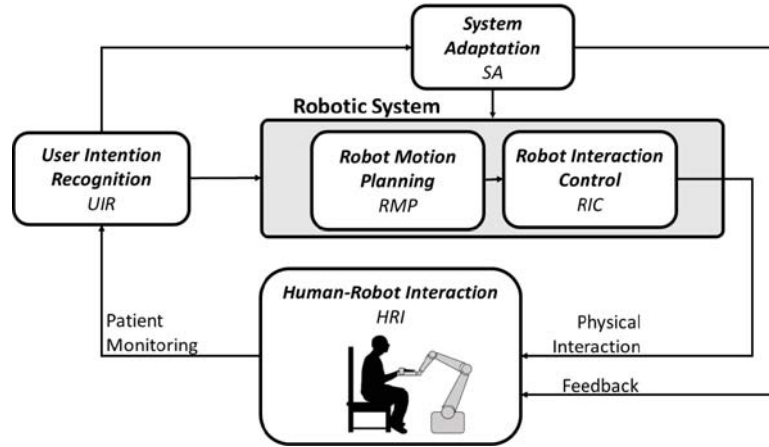 System
Adaptation
SA
Robotic System
User Intention
Recognition
UIR
Robot Motion
Planning
RMP
Robot Interaction
Control
RIC
Human-Robot Interaction
HRI
Patient
Monitoring
Physical
Interaction
Feedback